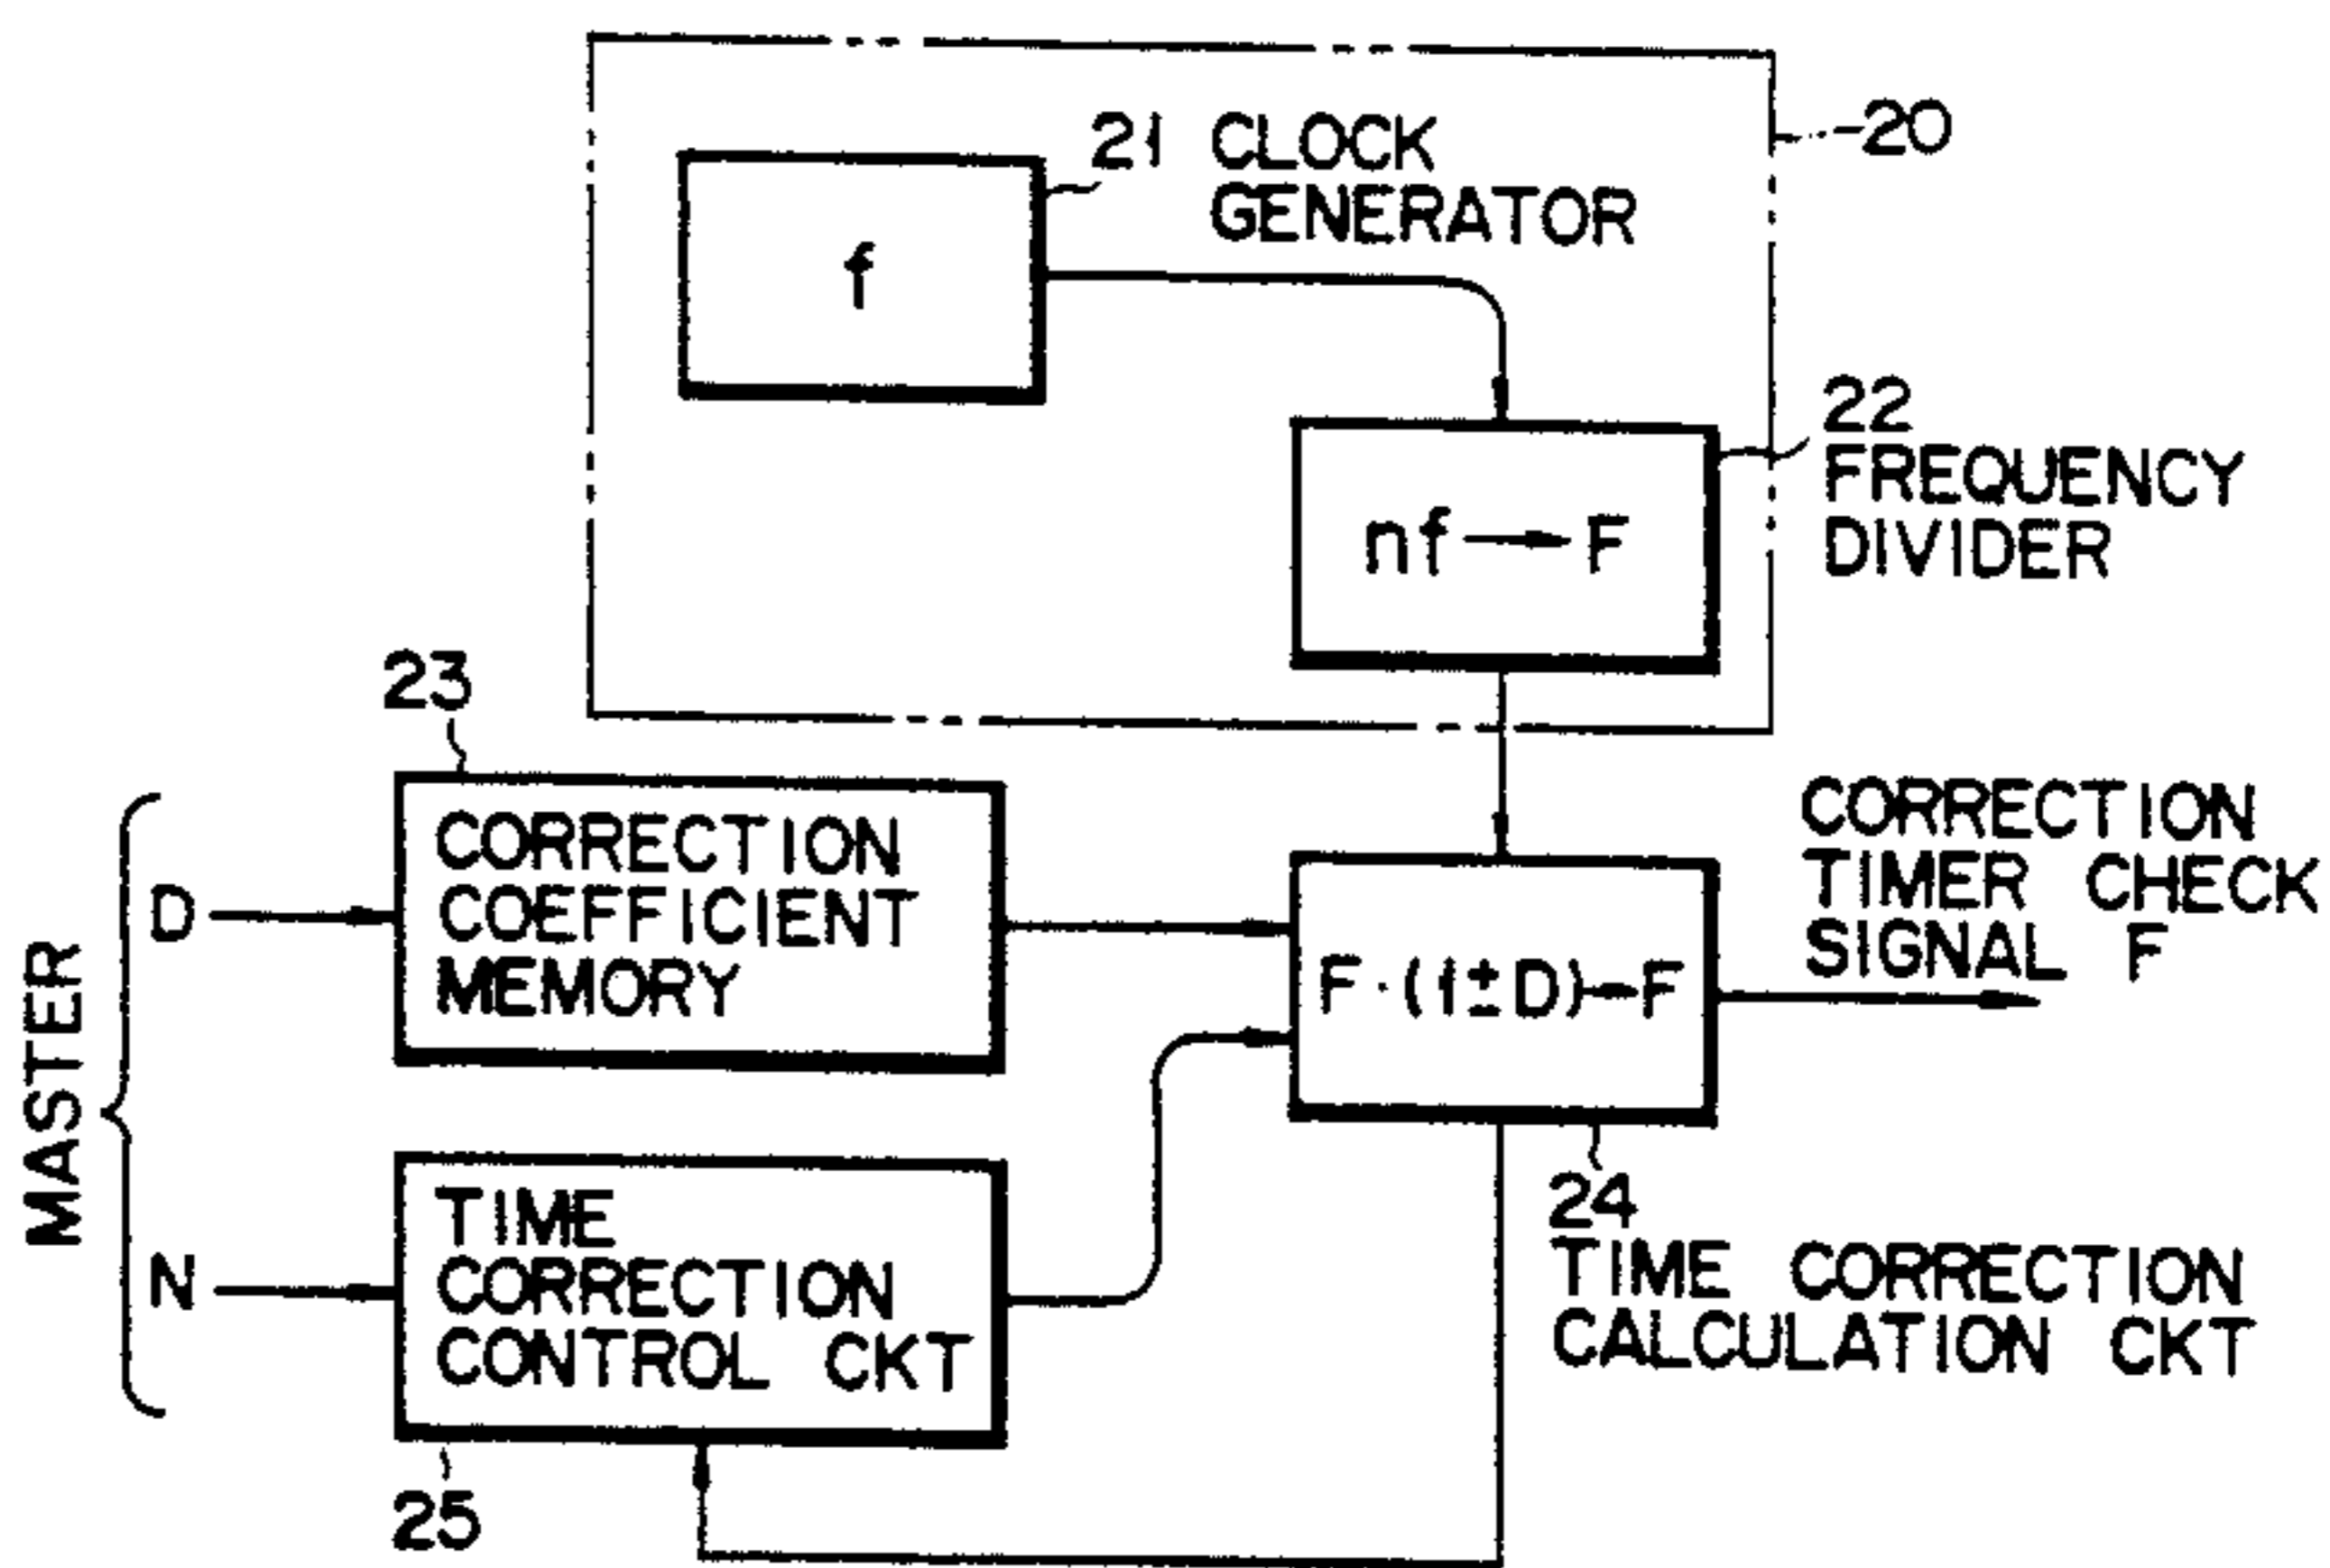 20
21 CLOCK
GENERATOR
f
22
FREQUENCY
DIVIDER
nf → F
23
CORRECTION
COEFFICIENT
MEMORY
MASTER
D
N
F·(1±D)→F
CORRECTION
TIMER CHECK
SIGNAL F
24
TIME CORRECTION
CALCULATION CKT
TIME
CORRECTION
CONTROL CKT
25